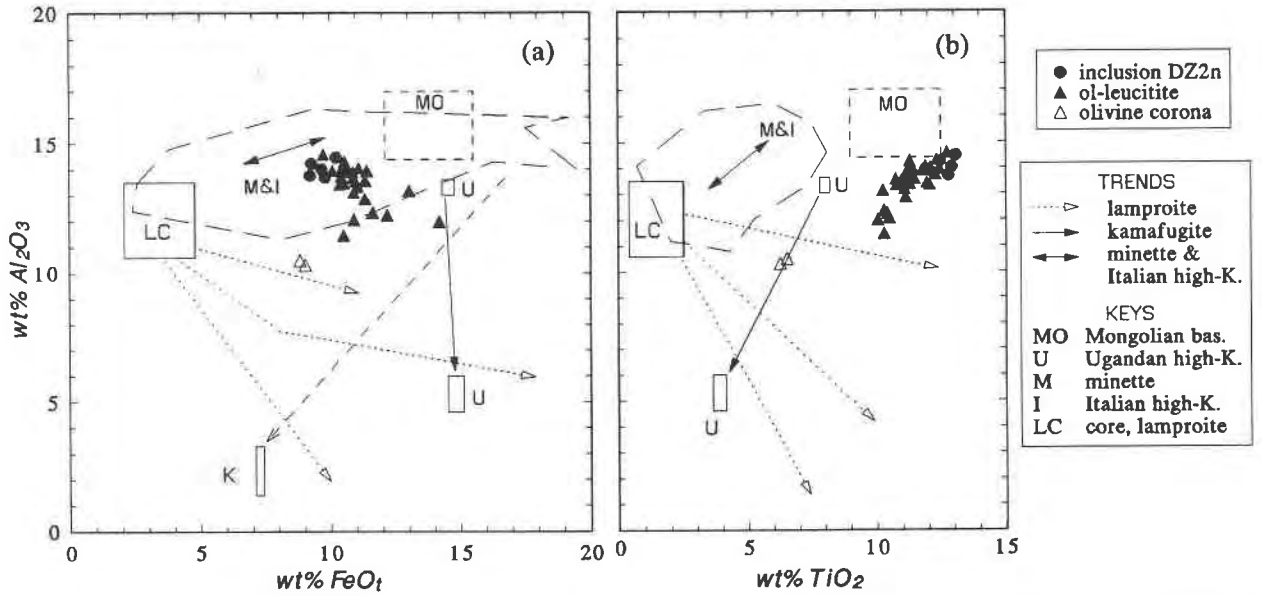 (a)
20
15
10
5
0
wt% Al2O3
MO
M&I
U
LC
U
K
0
5
10
15
20
wt% FeOt
(b)
MO
M&I
U
LC
U
0
5
10
15
wt% TiO2
inclusion DZ2n
ol-leucitite
olivine corona
TRENDS
lamproite
kamafugite
minette &
Italian high-K.
KEYS
MO Mongolian bas.
U Ugandan high-K.
M minette
I Italian high-K.
LC core, lamproite